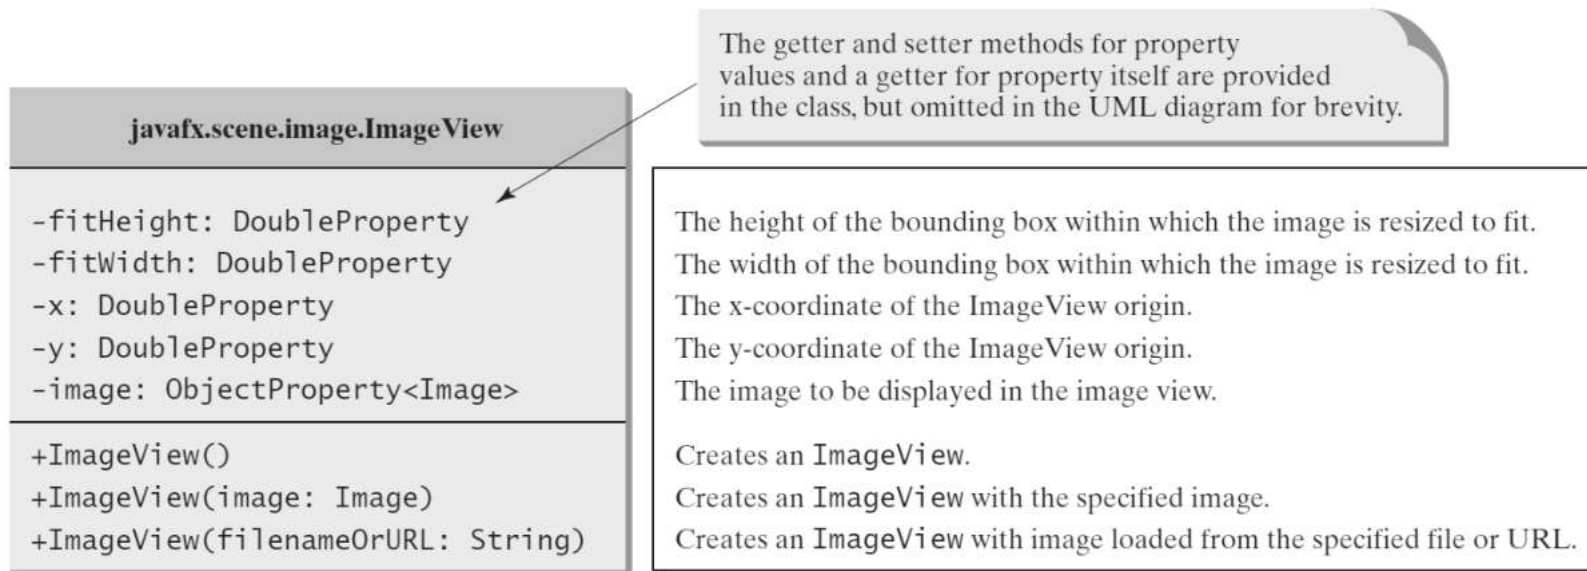 The getter and setter methods for property
values and a getter for property itself are provided
in the class, but omitted in the UML diagram for brevity.
javafx.scene.image.ImageView
-fitHeight: DoubleProperty
-fitWidth: DoubleProperty
-x: DoubleProperty
-y: DoubleProperty
-image: ObjectProperty<Image>
The height of the bounding box within which the image is resized to fit.
The width of the bounding box within which the image is resized to fit.
The x-coordinate of the ImageView origin.
The y-coordinate of the ImageView origin.
The image to be displayed in the image view.
+ImageView()
+ImageView(image: Image)
+ImageView(filenameOrURL: String)
Creates an ImageView.
Creates an ImageView with the specified image.
Creates an ImageView with image loaded from the specified file or URL.